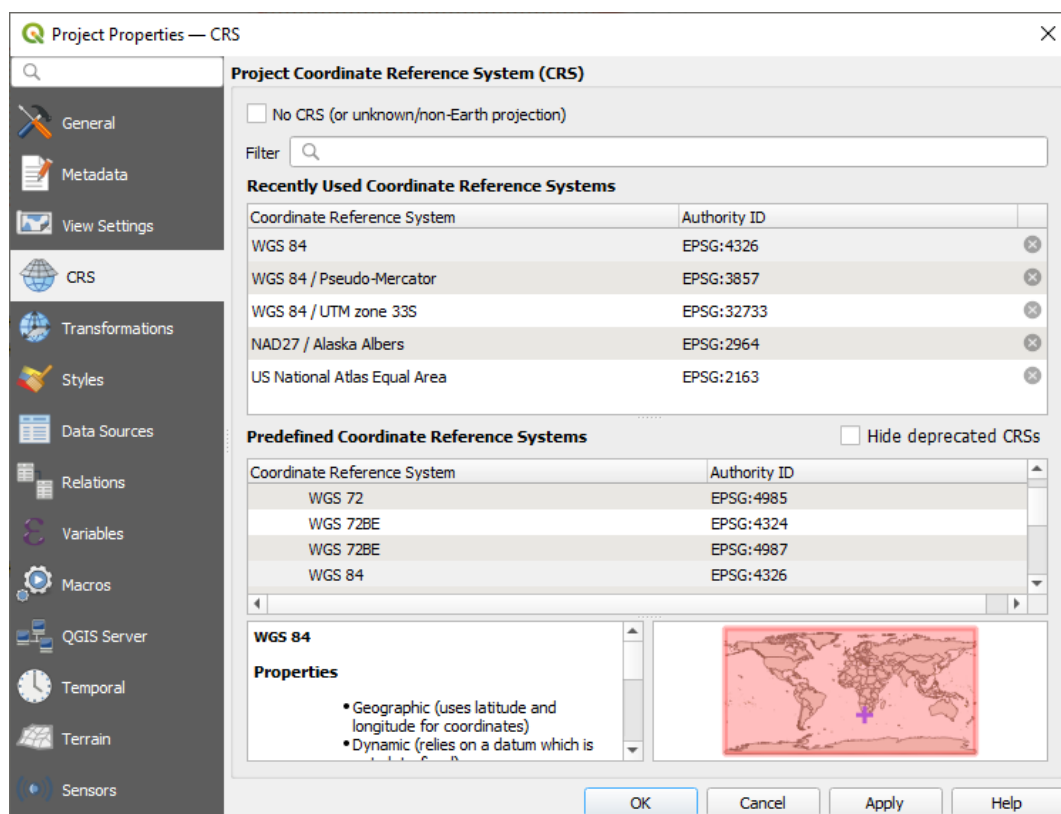 Project Properties — CRS
Project Coordinate Reference System (CRS)
General
Metadata
View Settings
CRS
Transformations
Styles
Data Sources
Relations
Variables
Macros
QGIS Server
Temporal
Terrain
Sensors
No CRS (or unknown/non-Earth projection)
Filter
Recently Used Coordinate Reference Systems
Coordinate Reference System Authority ID
WGS 84 EPSG:4326
WGS 84 / Pseudo-Mercator EPSG:3857
WGS 84 / UTM zone 33S EPSG:32733
NAD27 / Alaska Albers EPSG:2964
US National Atlas Equal Area EPSG:2163
Predefined Coordinate Reference Systems Hide deprecated CRSs
Coordinate Reference System Authority ID
WGS 72 EPSG:4985
WGS 72BE EPSG:4324
WGS 72BE EPSG:4987
WGS 84 EPSG:4326
WGS 84
Properties
• Geographic (uses latitude and
longitude for coordinates)
• Dynamic (relies on a datum which is
OK Cancel Apply Help